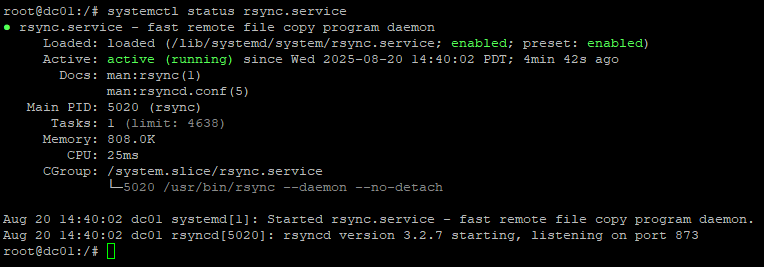 root@dc01:/# systemctl status rsync.service
● rsync.service - fast remote file copy program daemon
Loaded: loaded (/lib/systemd/system/rsync.service; enabled; preset: enabled)
Active: active (running) since Wed 2025-08-20 14:40:02 PDT; 4min 42s ago
Docs: man:rsync(1)
man:rsyncd.conf(5)
Main PID: 5020 (rsync)
Tasks: 1 (limit: 4638)
Memory: 808.0K
CPU: 25ms
CGroup: /system.slice/rsync.service
└─5020 /usr/bin/rsync --daemon --no-detach
Aug 20 14:40:02 dc01 systemd[1]: Started rsync.service - fast remote file copy program daemon.
Aug 20 14:40:02 dc01 rsyncd[5020]: rsyncd version 3.2.7 starting, listening on port 873
root@dc01:/#